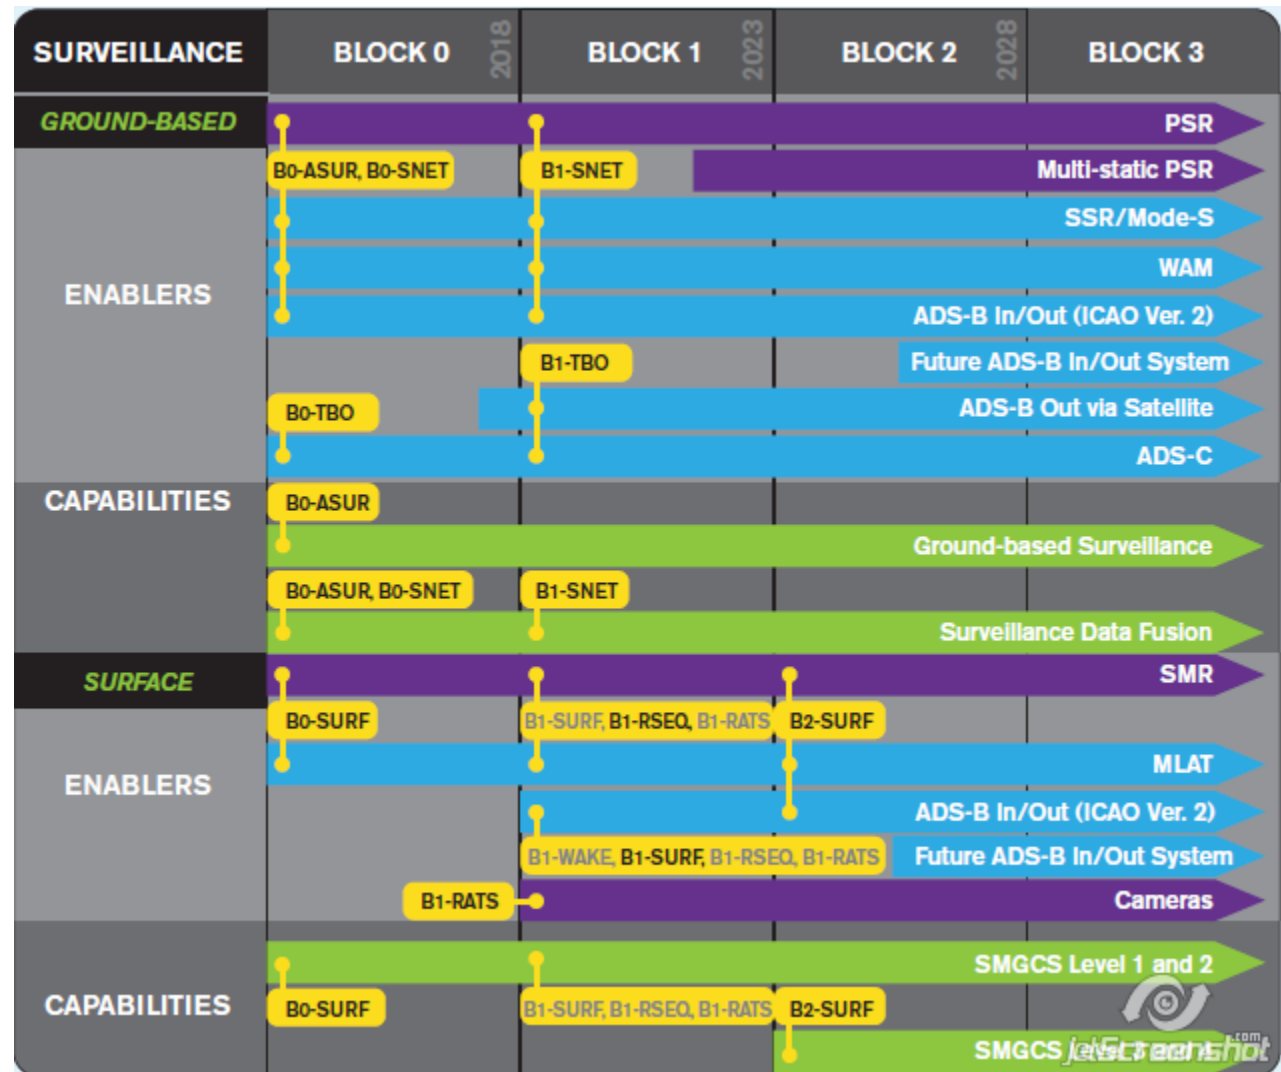 SURVEILLANCE BLOCK 0 2018 BLOCK 1 2023 BLOCK 2 2028 BLOCK 3
GROUND-BASED PSR
B0-ASUR, B0-SNET B1-SNET Multi-static PSR
SSR/Mode-S
WAM
ENABLERS
ADS-B In/Out (ICAO Ver. 2)
B1-TBO Future ADS-B In/Out System
B0-TBO ADS-B Out via Satellite
ADS-C
CAPABILITIES B0-ASUR
Ground-based Surveillance
B0-ASUR, B0-SNET B1-SNET
Surveillance Data Fusion
SURFACE SMR
B0-SURF B1-SURF, B1-RSEQ, B1-RATS B2-SURF
MLAT
ENABLERS
ADS-B In/Out (ICAO Ver. 2)
B1-WAKE, B1-SURF, B1-RSEQ, B1-RATS Future ADS-B In/Out System
B1-RATS Cameras
SMGCS Level 1 and 2
CAPABILITIES B0-SURF B1-SURF, B1-RSEQ, B1-RATS B2-SURF
SMGCS
jetScreenshot.com